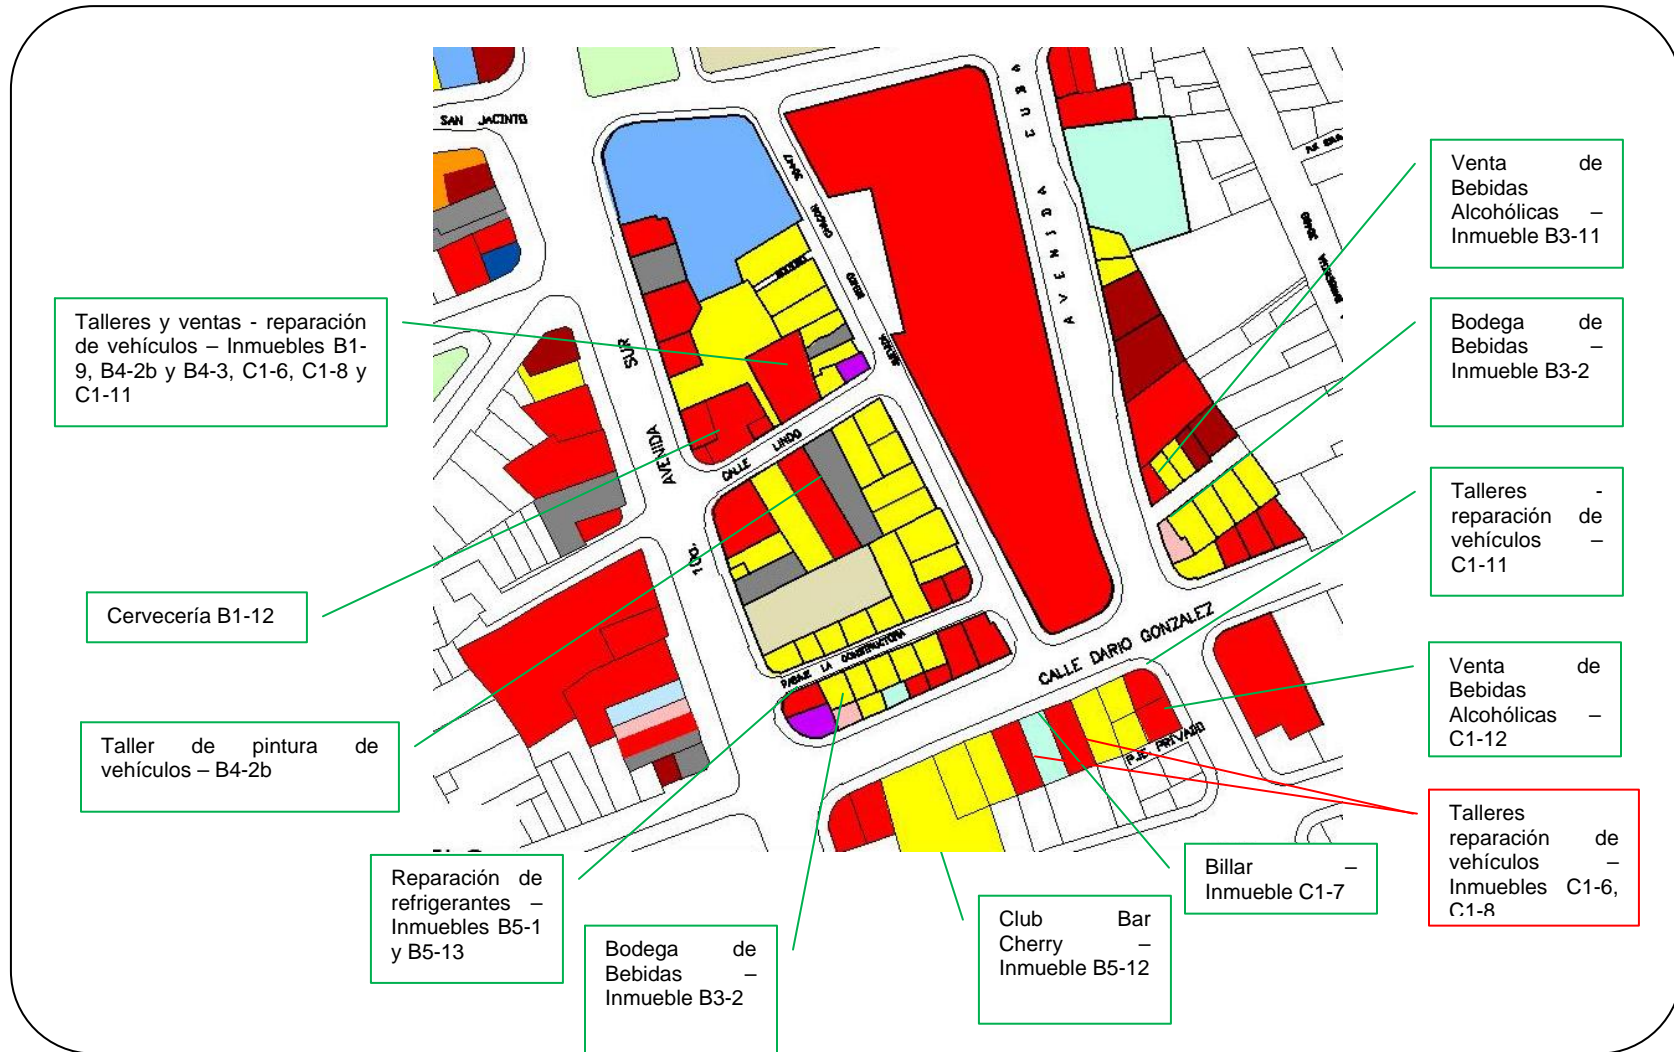 SAN JACINTO
AVENIDA CUBA
SUR
AVENIDA
10a.
CALLE LINDO
PASAJE LA CONSTRUCTORA
CALLE DARIO GONZALEZ
PJE. PRIVADO
Talleres y ventas - reparación
de vehículos – Inmuebles B1-
9, B4-2b y B4-3, C1-6, C1-8 y
C1-11
Cervecería B1-12
Taller de pintura de
vehículos – B4-2b
Reparación de
refrigerantes –
Inmuebles B5-1
y B5-13
Bodega de
Bebidas –
Inmueble B3-2
Club Bar
Cherry –
Inmueble B5-12
Billar –
Inmueble C1-7
Venta de
Bebidas
Alcohólicas –
Inmueble B3-11
Bodega de
Bebidas –
Inmueble B3-2
Talleres -
reparación de
vehículos –
C1-11
Venta de
Bebidas
Alcohólicas –
C1-12
Talleres
reparación de
vehículos –
Inmuebles C1-6,
C1-8